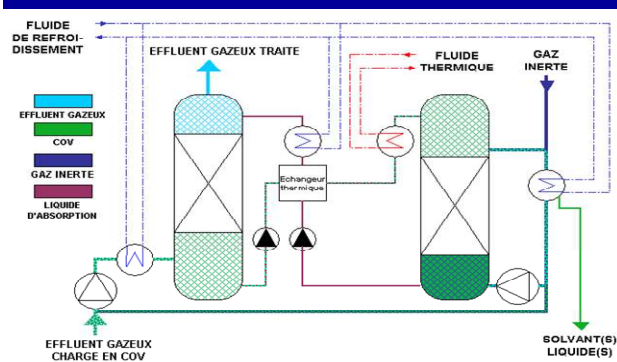 FLUIDE
DE REFROI-
DISSEMENT
EFFLUENT GAZEUX TRAITE
FLUIDE
THERMIQUE
GAZ
INERTE
EFFLUENT GAZEUX
COV
GAZ INERTE
LIQUIDE
D'ABSORPTION
Echangeur
thermique
EFFLUENT GAZEUX
CHARGE EN COV
SOLVANT(S)
LIQUIDE(S)